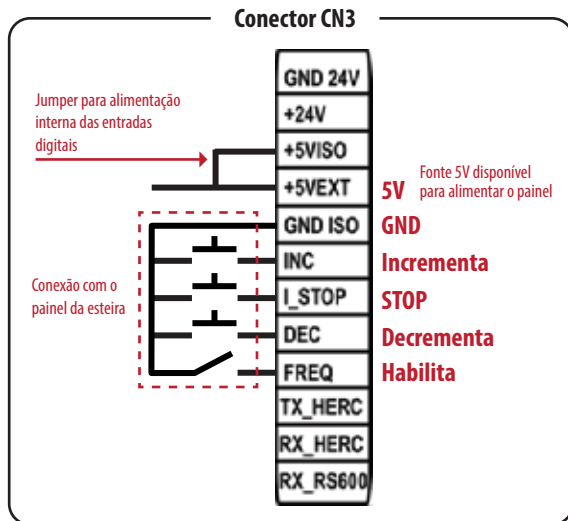 Conector CN3
GND 24V
Jumper para alimentação
interna das entradas
digitais
+24V
+5VISO
+5VEXT
5V
Fonte 5V disponível
para alimentar o painel
GND ISO
GND
Conexão com o
painel da esteira
INC
Incrementa
I_STOP
STOP
DEC
Decrementa
FREQ
Habilita
TX_HERC
RX_HERC
RX_RS600